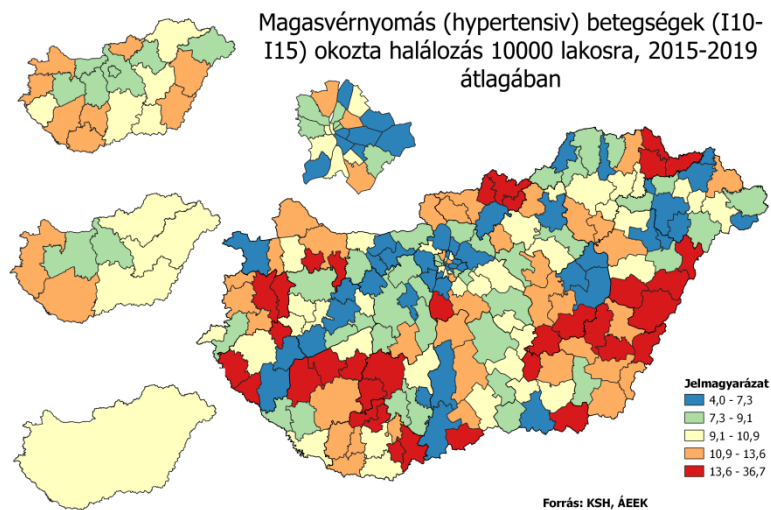 Magasvérnyomás (hypertensiv) betegségek (I10-
I15) okozta halálozás 10000 lakosra, 2015-2019
átlagában
Jelmagyarázat
4,0 - 7,3
7,3 - 9,1
9,1 - 10,9
10,9 - 13,6
13,6 - 36,7
Forrás: KSH, ÁEEK